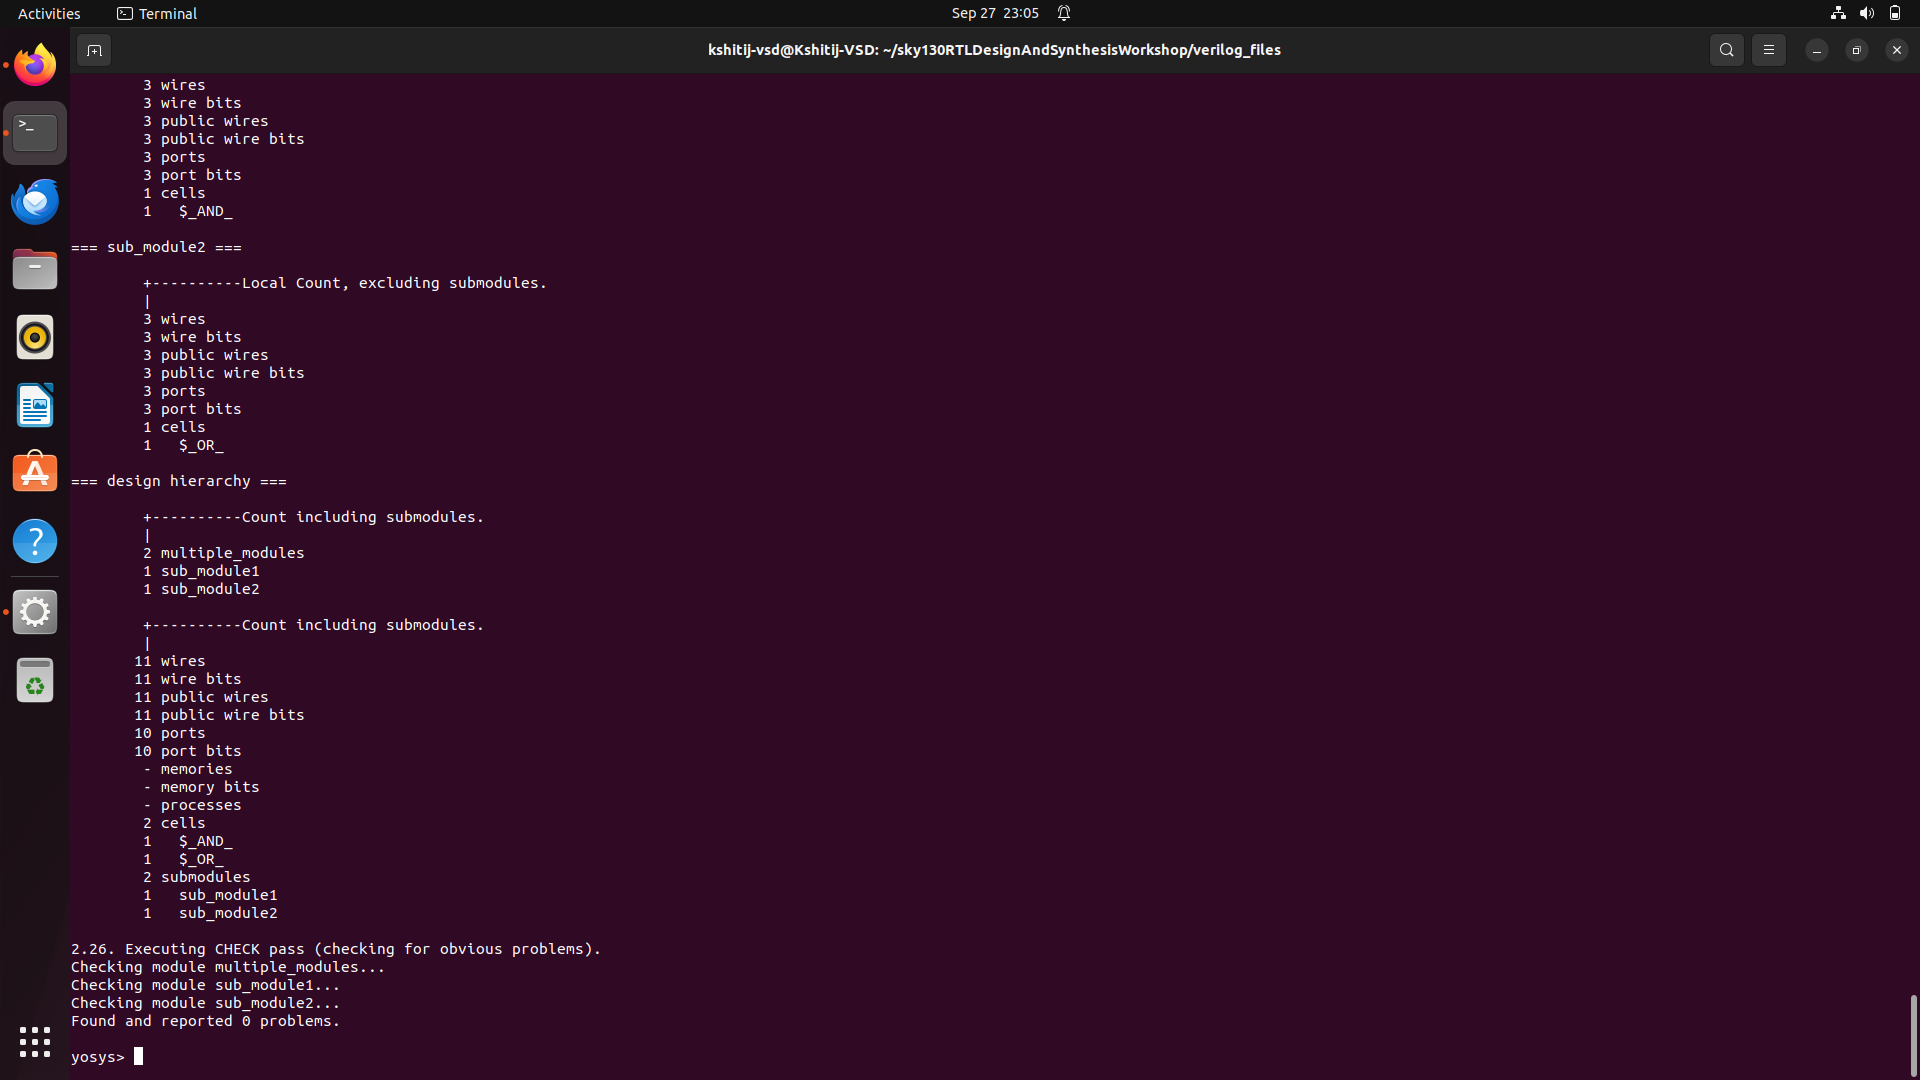 Activities
Terminal
Sep 27 23:05
kshitij-vsd@Kshitij-VSD: ~/sky130RTLDesignAndSynthesisWorkshop/verilog_files
        3 wires
        3 wire bits
        3 public wires
        3 public wire bits
        3 ports
        3 port bits
        1 cells
        1   $_AND_

=== sub_module2 ===

        +----------Local Count, excluding submodules.
        |
        3 wires
        3 wire bits
        3 public wires
        3 public wire bits
        3 ports
        3 port bits
        1 cells
        1   $_OR_

=== design hierarchy ===

        +----------Count including submodules.
        |
        2 multiple_modules
        1 sub_module1
        1 sub_module2

        +----------Count including submodules.
        |
       11 wires
       11 wire bits
       11 public wires
       11 public wire bits
       10 ports
       10 port bits
        - memories
        - memory bits
        - processes
        2 cells
        1   $_AND_
        1   $_OR_
        2 submodules
        1   sub_module1
        1   sub_module2

2.26. Executing CHECK pass (checking for obvious problems).
Checking module multiple_modules...
Checking module sub_module1...
Checking module sub_module2...
Found and reported 0 problems.

yosys>